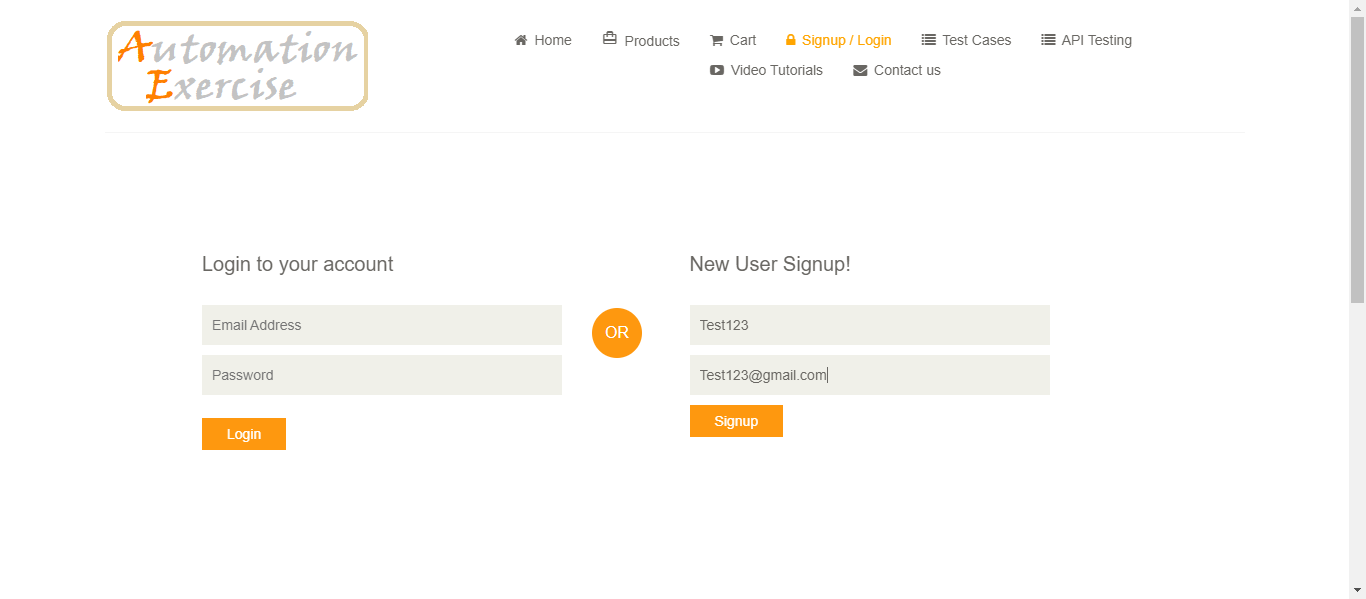 Automation
Exercise
Home Products Cart Signup / Login Test Cases API Testing
Video Tutorials Contact us
Login to your account
Email Address
Password
Login
OR
New User Signup!
Test123
Test123@gmail.com
Signup